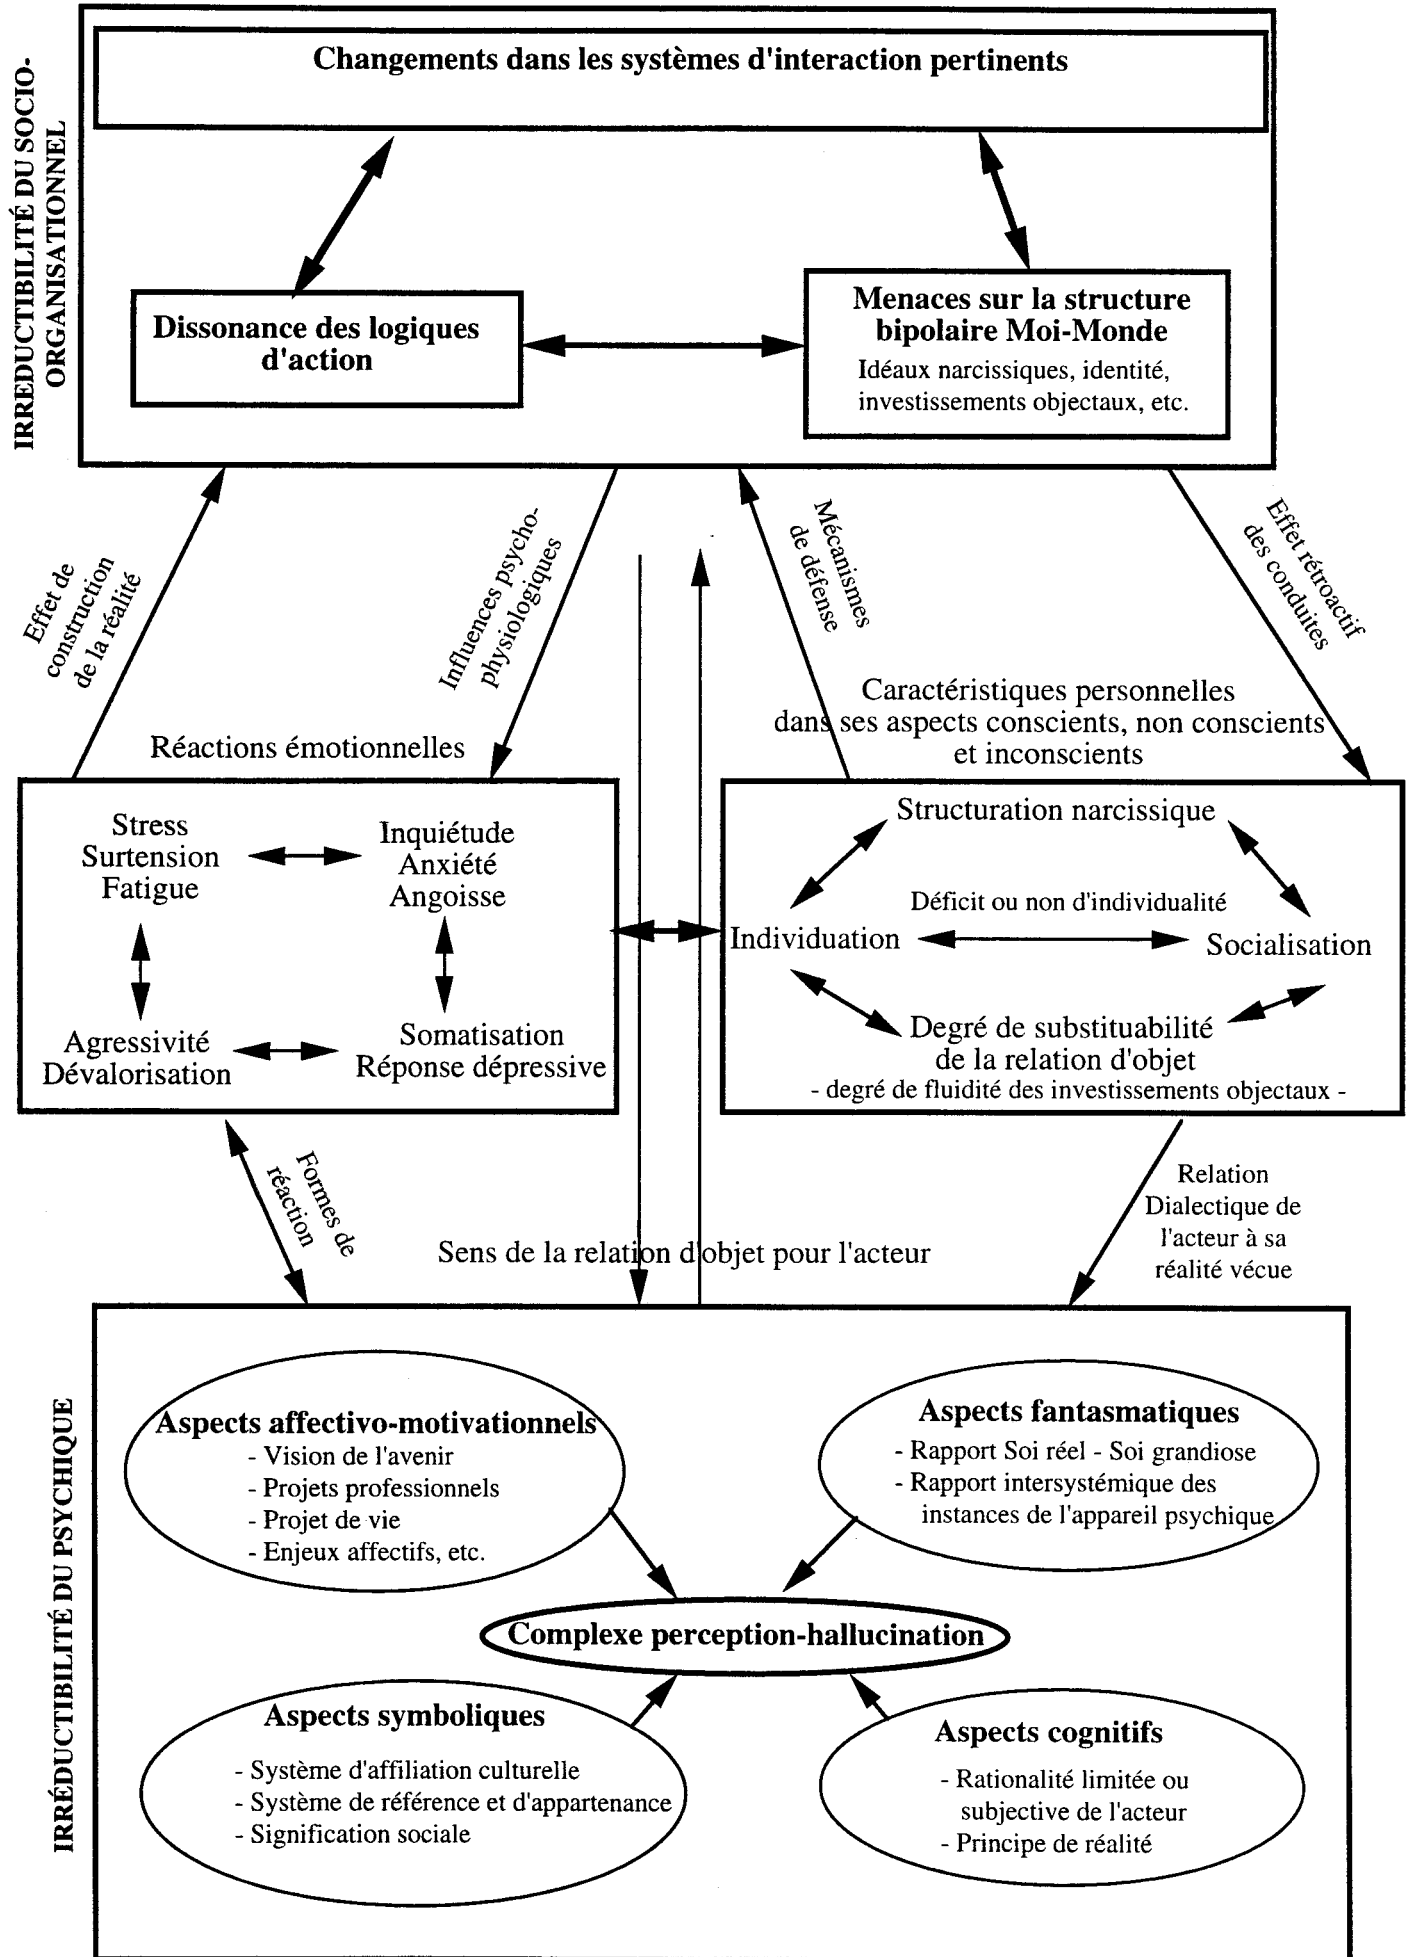 IRREDUCTIBILITÉ DU SOCIO-
ORGANISATIONNEL
Changements dans les systèmes d'interaction pertinents
Dissonance des logiques
d'action
Menaces sur la structure
bipolaire Moi-Monde
Idéaux narcissiques, identité,
investissements objectaux, etc.
Effet de
construction
de la réalité
Influences psycho-
physiologiques
Mécanismes
de défense
Effet rétroactif
des conduites
Réactions émotionnelles
Caractéristiques personnelles
dans ses aspects conscients, non conscients
et inconscients
Stress
Surtension
Fatigue
Inquiétude
Anxiété
Angoisse
Agressivité
Dévalorisation
Somatisation
Réponse dépressive
Structuration narcissique
Déficit ou non d'individualité
Individuation
Socialisation
Degré de substituabilité
de la relation d'objet
- degré de fluidité des investissements objectaux -
Formes de
réaction
Sens de la relation d'objet pour l'acteur
Relation
Dialectique de
l'acteur à sa
réalité vécue
IRRÉDUCTIBILITÉ DU PSYCHIQUE
Aspects affectivo-motivationnels
- Vision de l'avenir
- Projets professionnels
- Projet de vie
- Enjeux affectifs, etc.
Aspects fantasmatiques
- Rapport Soi réel - Soi grandiose
- Rapport intersystémique des
instances de l'appareil psychique
Complexe perception-hallucination
Aspects symboliques
- Système d'affiliation culturelle
- Système de référence et d'appartenance
- Signification sociale
Aspects cognitifs
- Rationalité limitée ou
subjective de l'acteur
- Principe de réalité